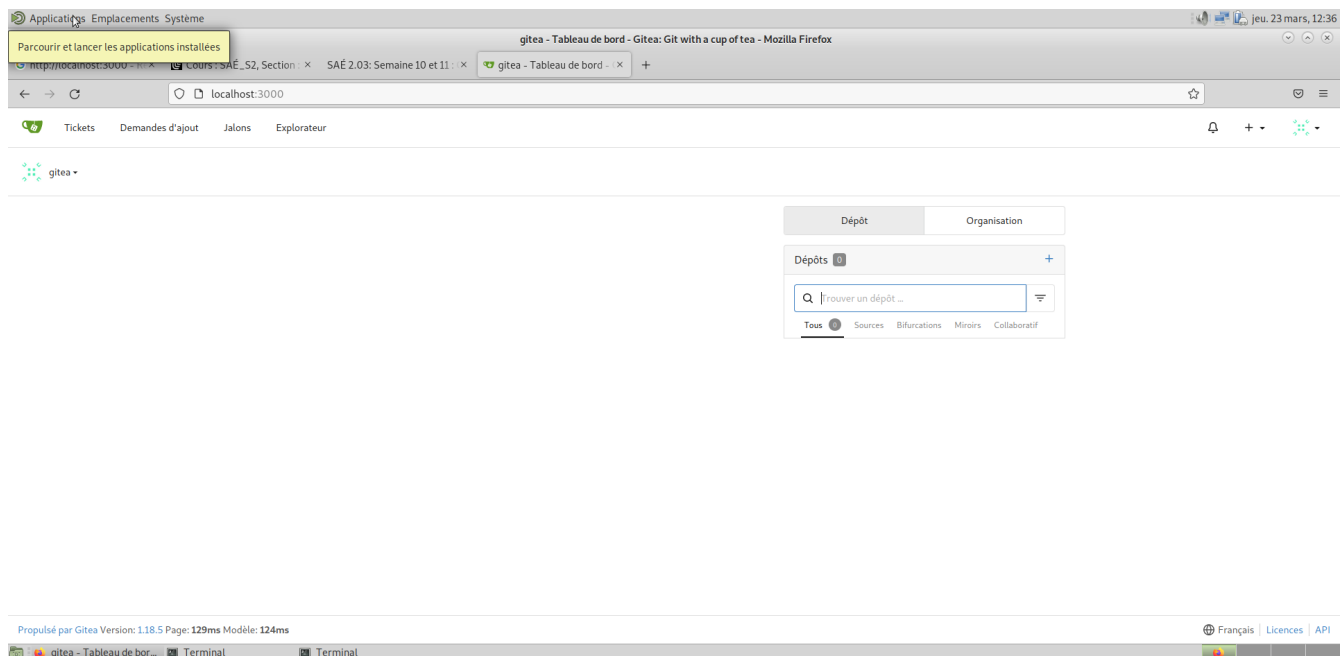 Applications Emplacements Système
jeu. 23 mars, 12:36
Parcourir et lancer les applications installées
gitea - Tableau de bord - Gitea: Git with a cup of tea - Mozilla Firefox
http://localhost:3000 -
Cours : SAÉ_S2, Section
SAÉ 2.03: Semaine 10 et 11 :
gitea - Tableau de bord -
localhost:3000
Tickets Demandes d'ajout Jalons Explorateur
gitea
Dépôt Organisation
Dépôts 0
Trouver un dépôt ...
Tous 0 Sources Bifurcations Miroirs Collaboratif
Propulsé par Gitea Version: 1.18.5 Page: 129ms Modèle: 124ms
Français Licences API
gitea - Tableau de bor... Terminal Terminal